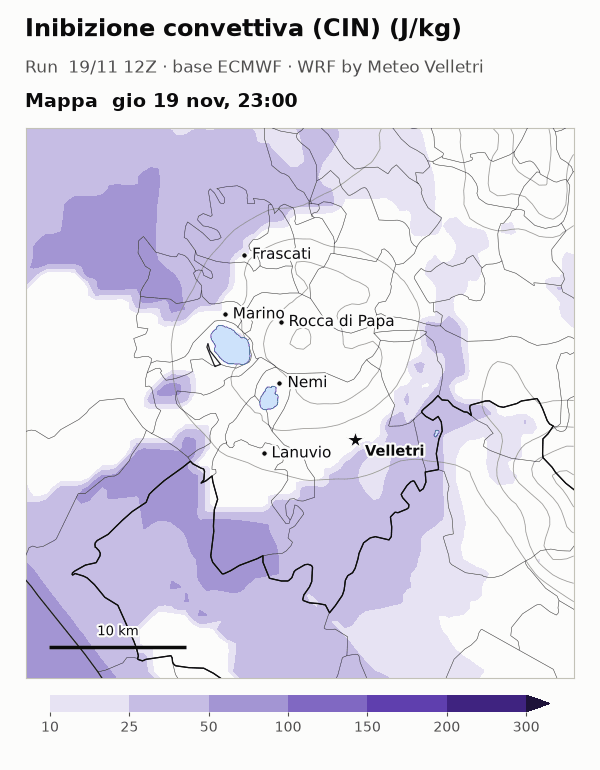 Inibizione convettiva (CIN) (J/kg)
Run  19/11 12Z · base ECMWF · WRF by Meteo Velletri
Mappa  gio 19 nov, 23:00
Frascati
Marino
Rocca di Papa
Nemi
Velletri
Lanuvio
10 km
10 25 50 100 150 200 300